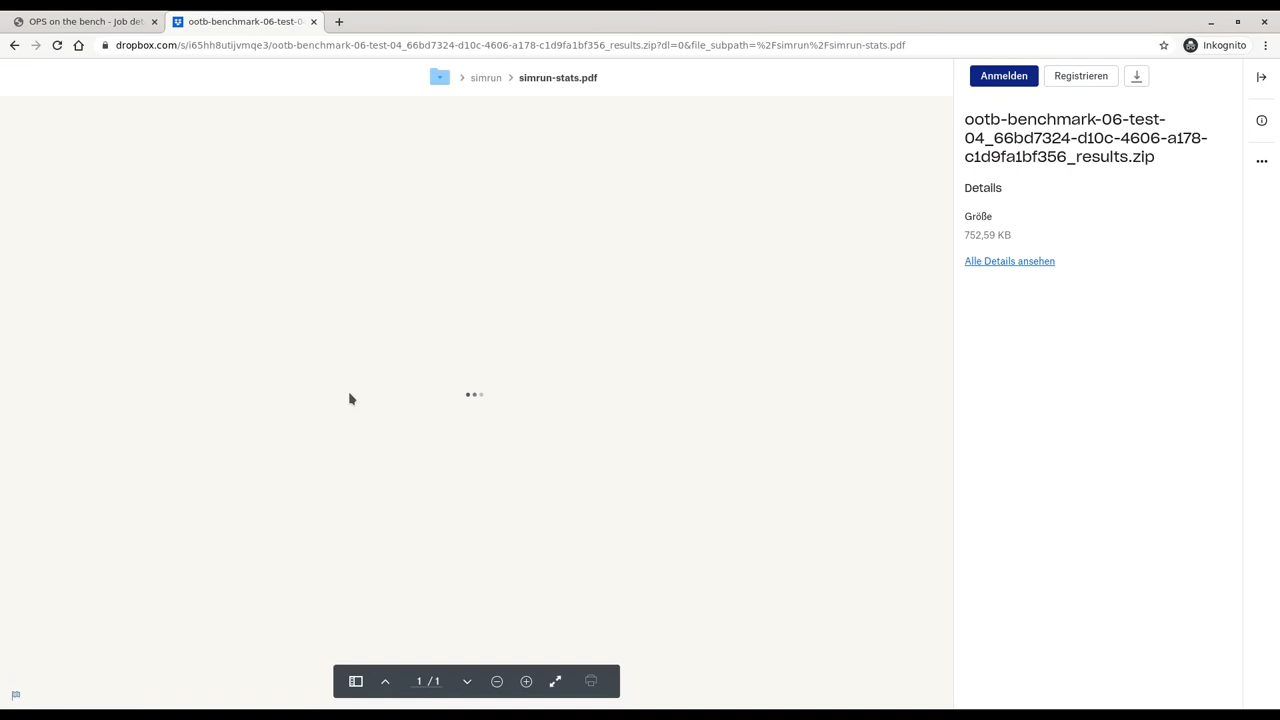 OPS on the bench - Job det
ootb-benchmark-06-test-0
dropbox.com/s/i65hh8utijvmqe3/ootb-benchmark-06-test-04_66bd7324-d10c-4606-a178-c1d9fa1bf356_results.zip?dl=0&file_subpath=%2Fsimrun%2Fsimrun-stats.pdf
Inkognito
simrun
simrun-stats.pdf
Anmelden
Registrieren
ootb-benchmark-06-test-
04_66bd7324-d10c-4606-a178-
c1d9fa1bf356_results.zip
Details
Größe
752,59 KB
Alle Details ansehen
1 / 1